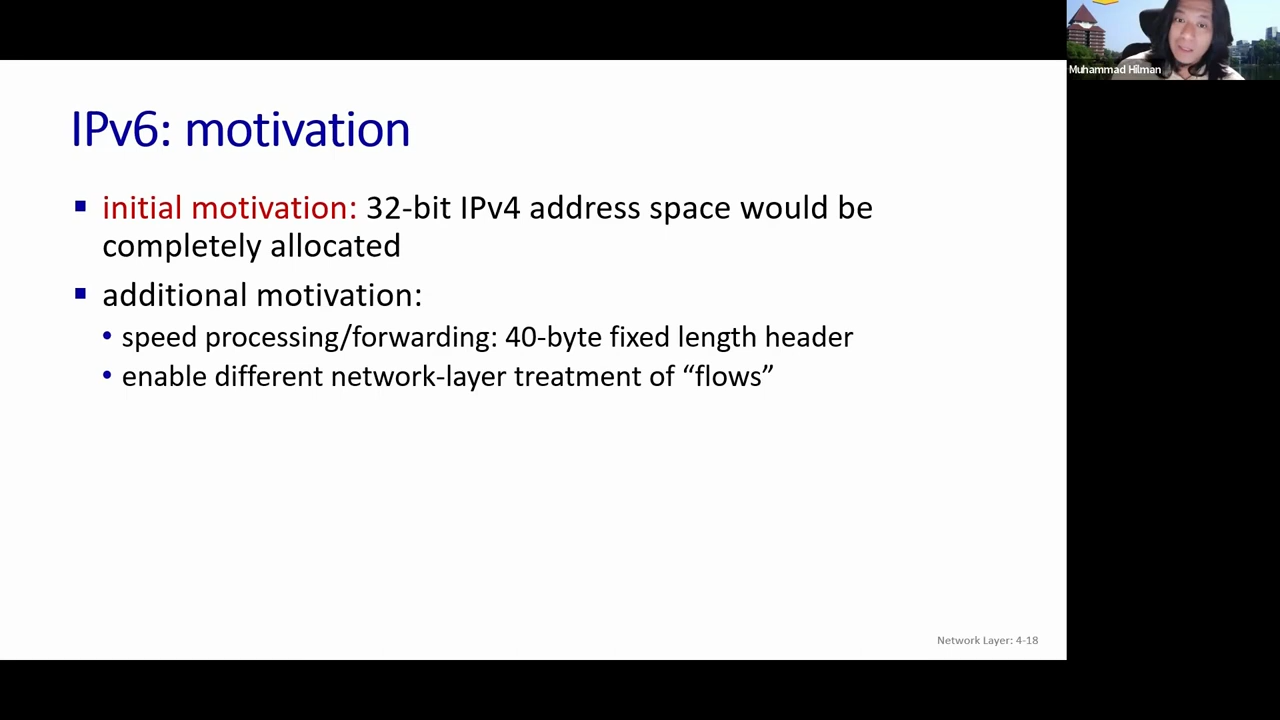 Muhammad Hilman
IPv6: motivation
▪ initial motivation: 32-bit IPv4 address space would be
completely allocated
▪ additional motivation:
• speed processing/forwarding: 40-byte fixed length header
• enable different network-layer treatment of “flows”
Network Layer: 4-18